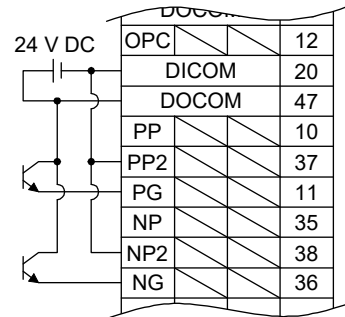 DOCOM
24 V DC
OPC 12
DICOM 20
DOCOM 47
PP 10
PP2 37
PG 11
NP 35
NP2 38
NG 36